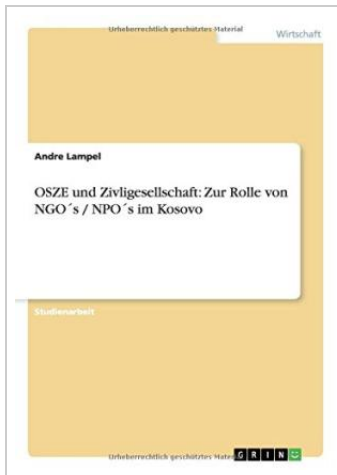 Urheberrechtlich geschütztes Material
Wirtschaft
Andre Lampel
OSZE und Zivligesellschaft: Zur Rolle von
NGO´s / NPO´s im Kosovo
Studienarbeit
Urheberrechtlich geschütztes Mater
GRIN